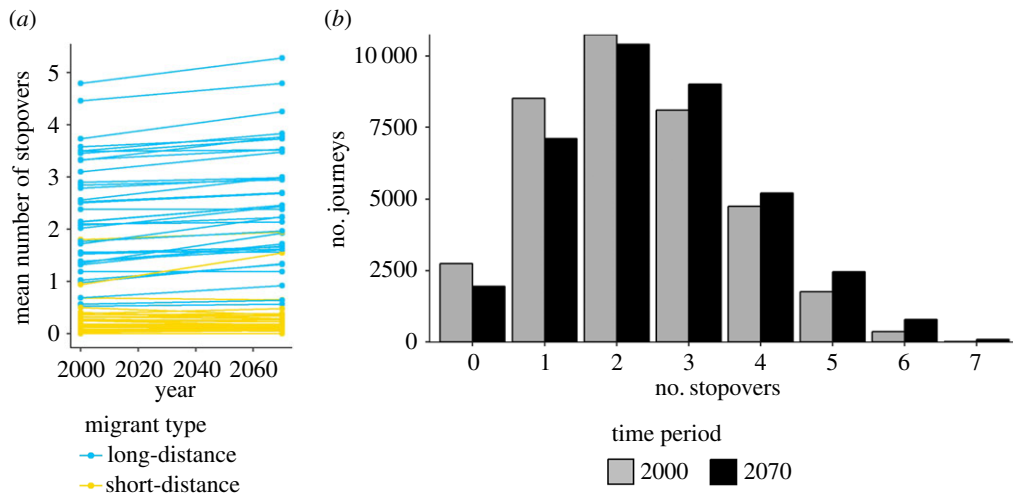 (a)
mean number of stopovers
5
4
3
2
1
0
2000 2020 2040 2060
year
migrant type
long-distance
short-distance
(b)
no. journeys
10 000
7500
5000
2500
0
0 1 2 3 4 5 6 7
no. stopovers
time period
2000 2070